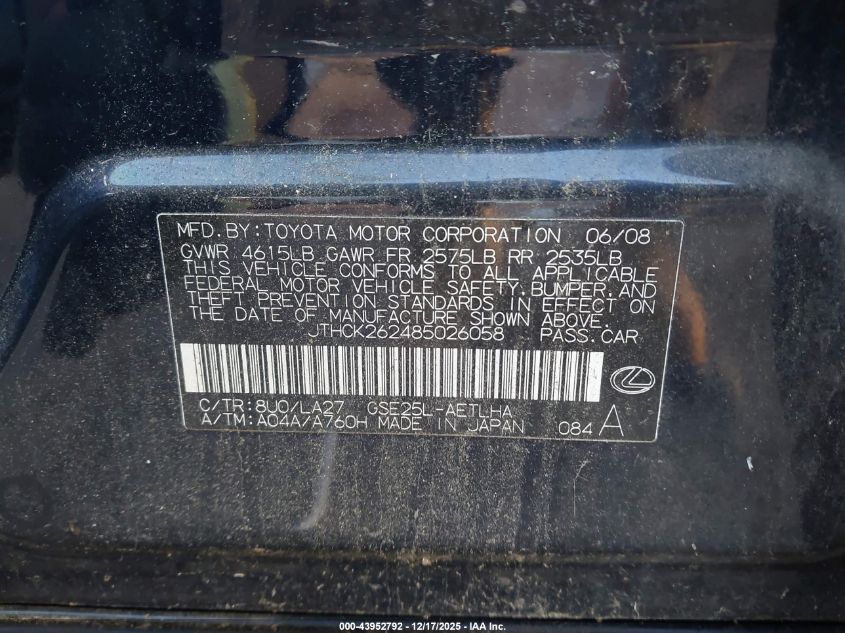 MFD. BY: TOYOTA MOTOR CORPORATION 06/08
GVWR 4615LB GAWR FR 2575LB RR 2535LB
THIS VEHICLE CONFORMS TO ALL APPLICABLE
FEDERAL MOTOR VEHICLE SAFETY, BUMPER, AND
THEFT PREVENTION STANDARDS IN EFFECT ON
THE DATE OF MANUFACTURE SHOWN ABOVE.
JTHCK262485026058 PASS. CAR
C/TR: 8U0/LA27 GSE25L-AETLHA
A/TM: A04A/A760H MADE IN JAPAN 084 A
000-43952792 - 12/17/2025 - IAA Inc.